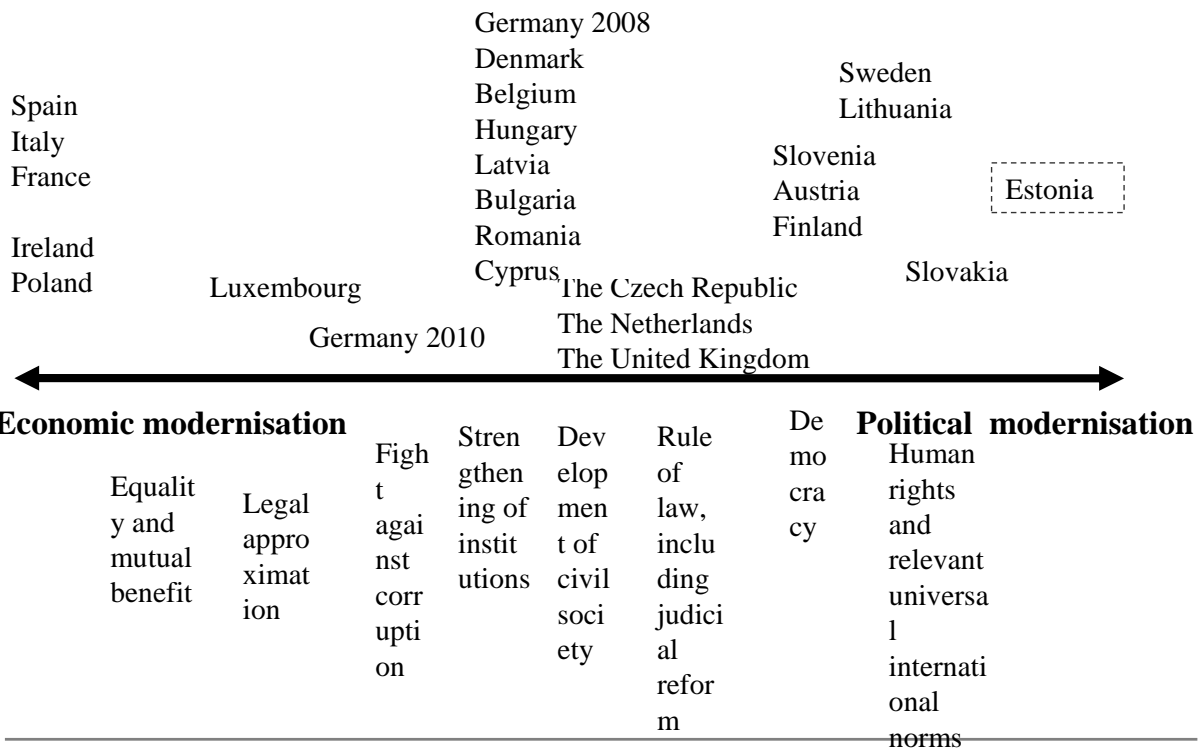 Spain
Italy
France
Ireland
Poland
Luxembourg
Germany 2010
Germany 2008
Denmark
Belgium
Hungary
Latvia
Bulgaria
Romania
Cyprus
The Czech Republic
The Netherlands
The United Kingdom
Sweden
Lithuania
Slovenia
Austria
Finland
Estonia
Slovakia
Economic modernisation
Political modernisation
Equalit
y and
mutual
benefit
Legal
appro
ximat
ion
Figh
t
agai
nst
corr
upti
on
Stren
gthen
ing of
instit
utions
Dev
elop
men
t of
civil
soci
ety
Rule
of
law,
inclu
ding
judici
al
refor
m
De
mo
cra
cy
Human
rights
and
relevant
universa
l
internati
onal
norms